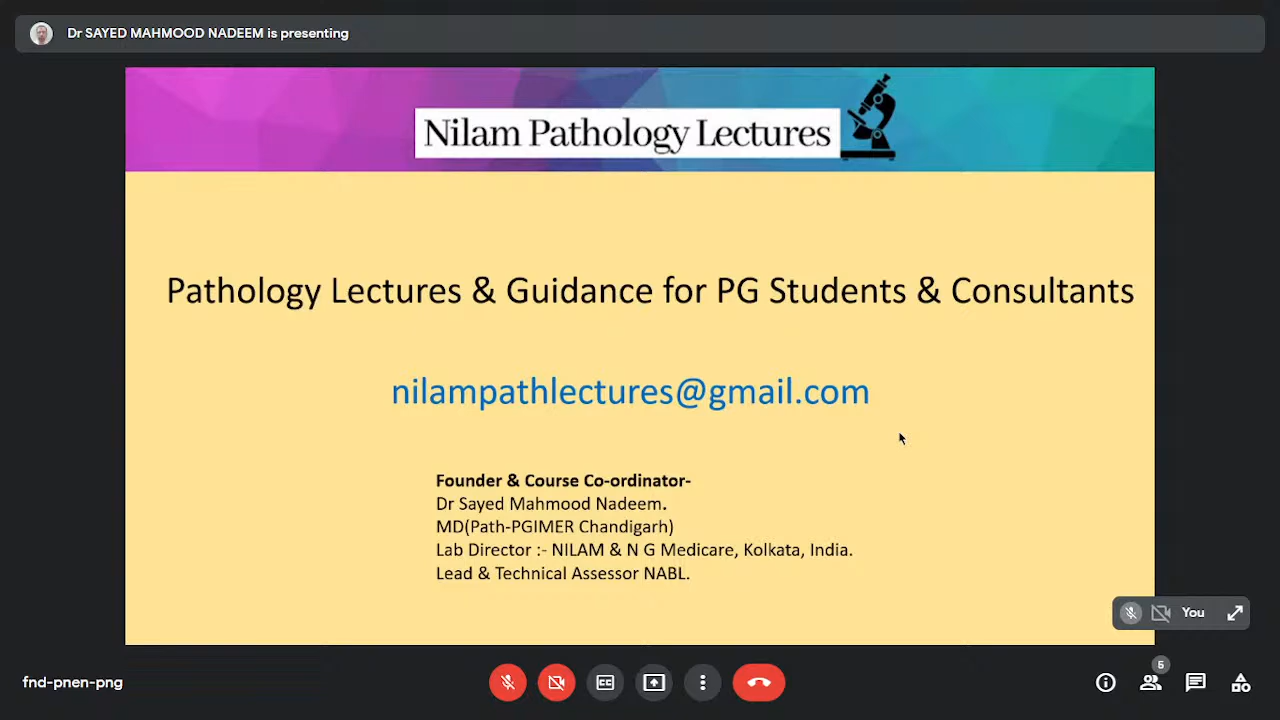 Dr SAYED MAHMOOD NADEEM is presenting
Nilam Pathology Lectures
Pathology Lectures & Guidance for PG Students & Consultants
nilampathlectures@gmail.com
Founder & Course Co-ordinator-
Dr Sayed Mahmood Nadeem.
MD(Path-PGIMER Chandigarh)
Lab Director :- NILAM & N G Medicare, Kolkata, India.
Lead & Technical Assessor NABL.
You
fnd-pnen-png
CC
5